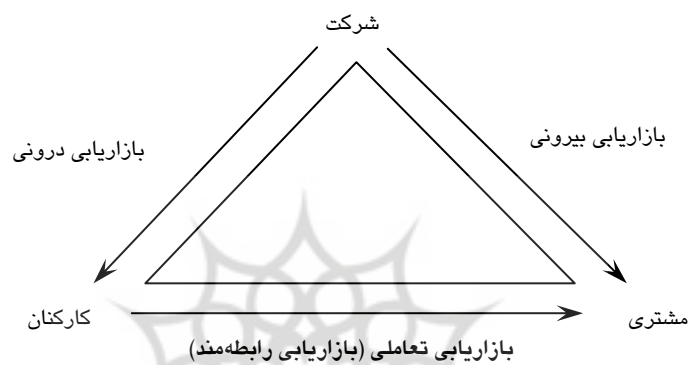 شرکت
بازاریابی بیرونی
بازاریابی درونی
مشتری
کارکنان
بازاریابی تعاملی (بازاریابی رابطه‌مند)